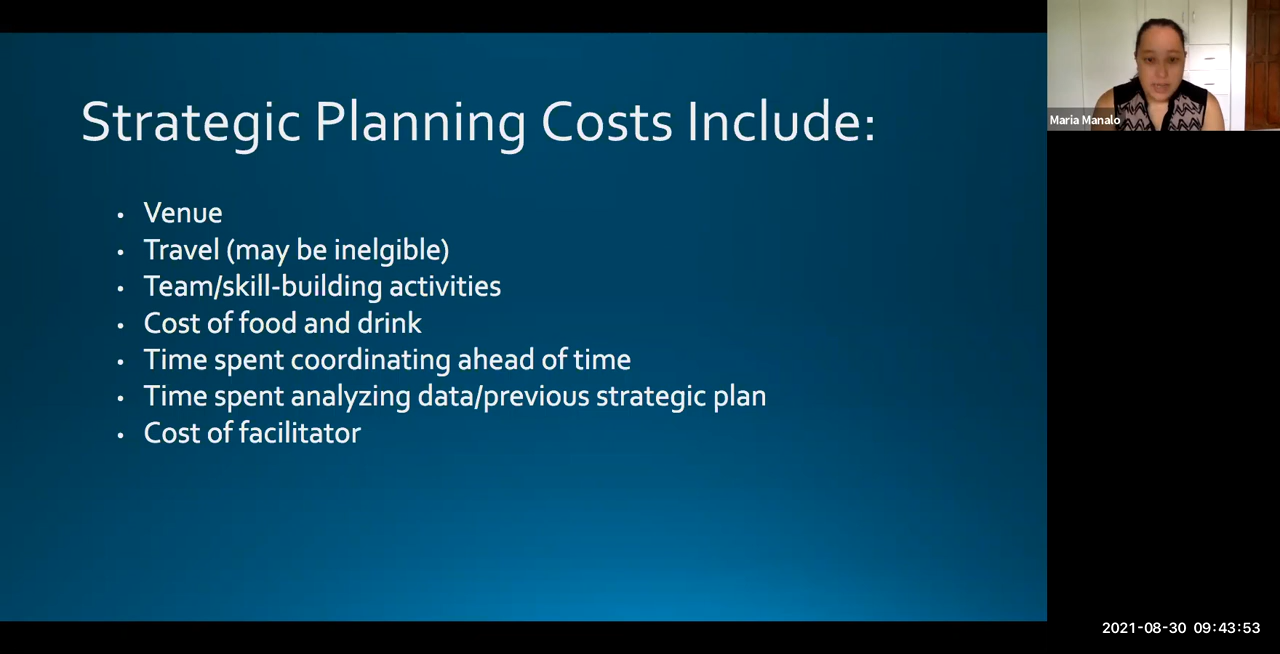 Strategic Planning Costs Include:
• Venue
• Travel (may be inelgible)
• Team/skill-building activities
• Cost of food and drink
• Time spent coordinating ahead of time
• Time spent analyzing data/previous strategic plan
• Cost of facilitator
Maria Manalo
2021-08-30 09:43:53